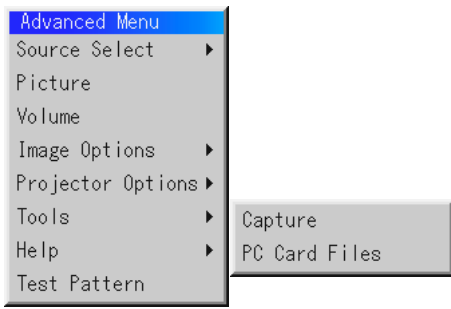 Advanced Menu
Source Select
Picture
Volume
Image Options
Projector Options
Tools
Help
Test Pattern
Capture
PC Card Files